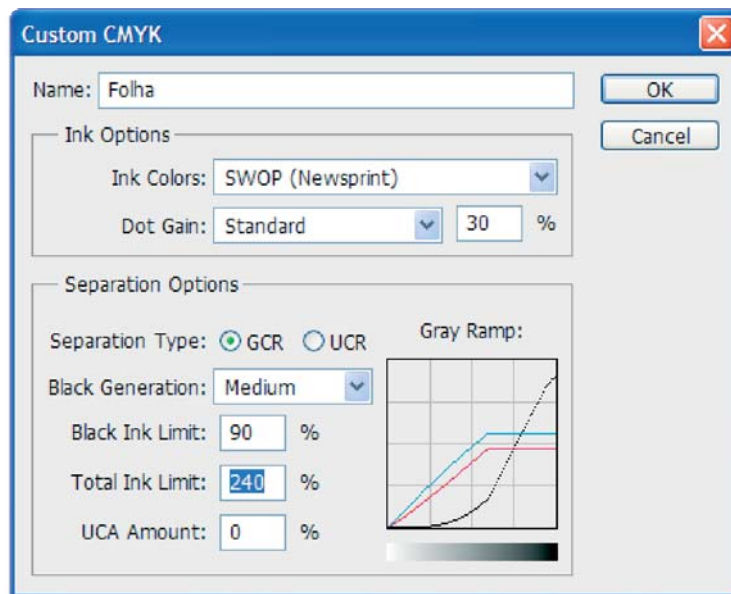 Custom CMYK
Name: Folha
OK
Cancel
Ink Options
Ink Colors: SWOP (Newsprint)
Dot Gain: Standard 30 %
Separation Options
Separation Type: GCR UCR
Gray Ramp:
Black Generation: Medium
Black Ink Limit: 90 %
Total Ink Limit: 240 %
UCA Amount: 0 %